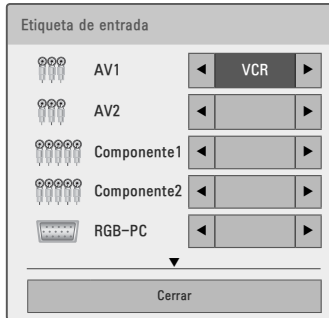 Etiqueta de entrada
AV1 ◀ VCR ▶
AV2 ◀ ▶
Componente1 ◀ ▶
Componente2 ◀ ▶
RGB-PC ◀ ▶
▼
Cerrar